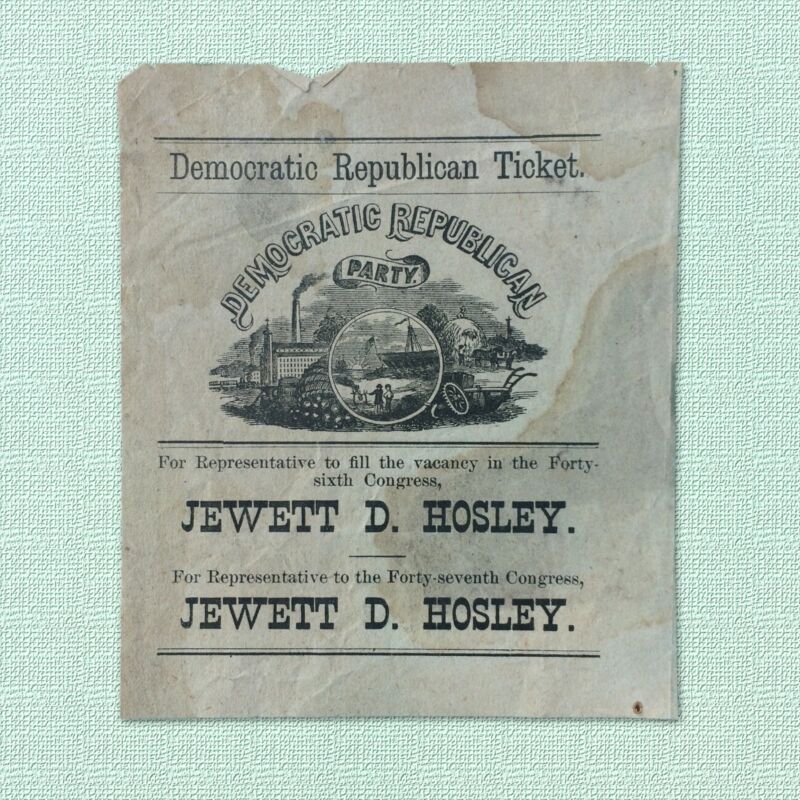 Democratic Republican Ticket.
DEMOCRATIC REPUBLICAN
PARTY.
For Representative to fill the vacancy in the Forty-
sixth Congress,
JEWETT D. HOSLEY.
For Representative to the Forty-seventh Congress,
JEWETT D. HOSLEY.